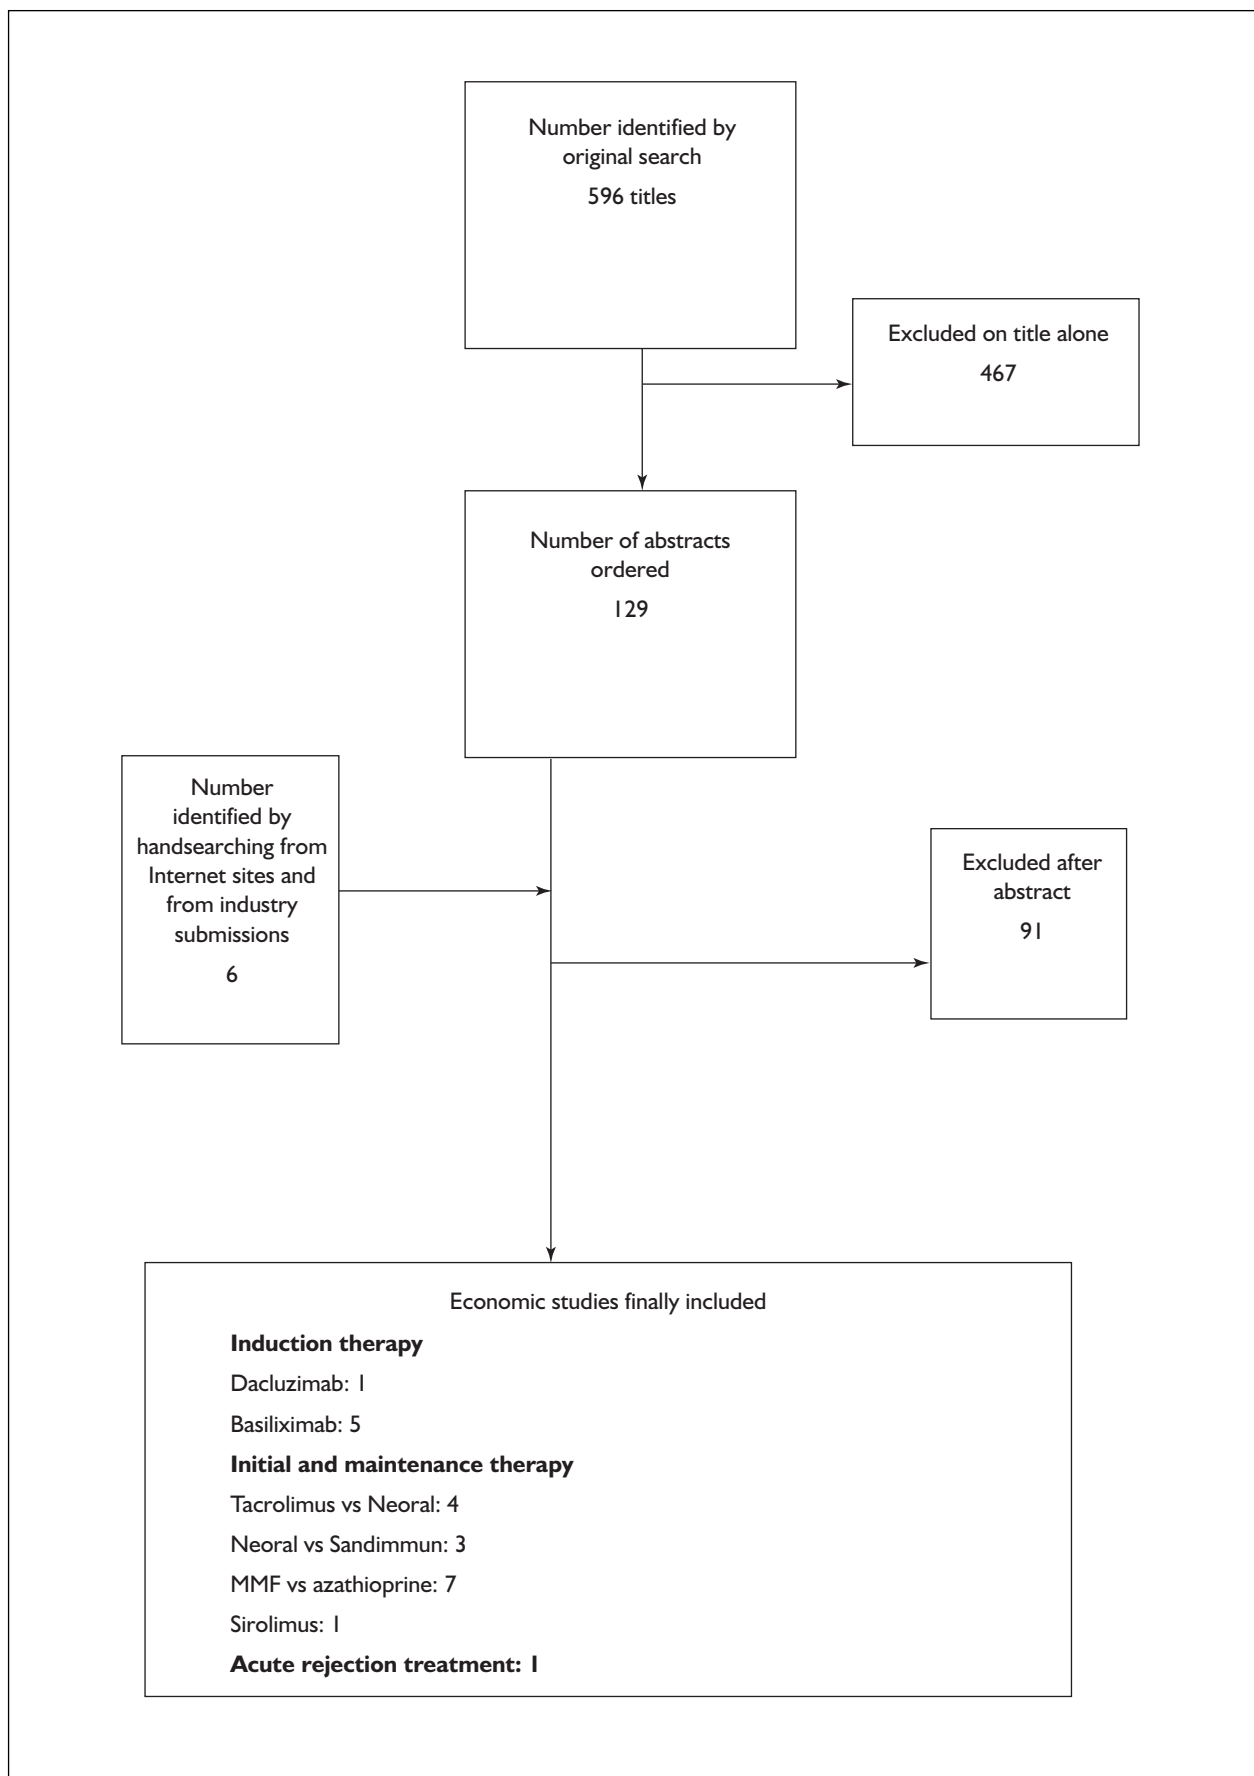 Number identified by
original search
596 titles
Excluded on title alone
467
Number of abstracts
ordered
129
Number
identified by
handsearching from
Internet sites and
from industry
submissions
6
Excluded after
abstract
91
Economic studies finally included
Induction therapy
Dacluzimab: 1
Basiliximab: 5
Initial and maintenance therapy
Tacrolimus vs Neoral: 4
Neoral vs Sandimmun: 3
MMF vs azathioprine: 7
Sirolimus: 1
Acute rejection treatment: 1